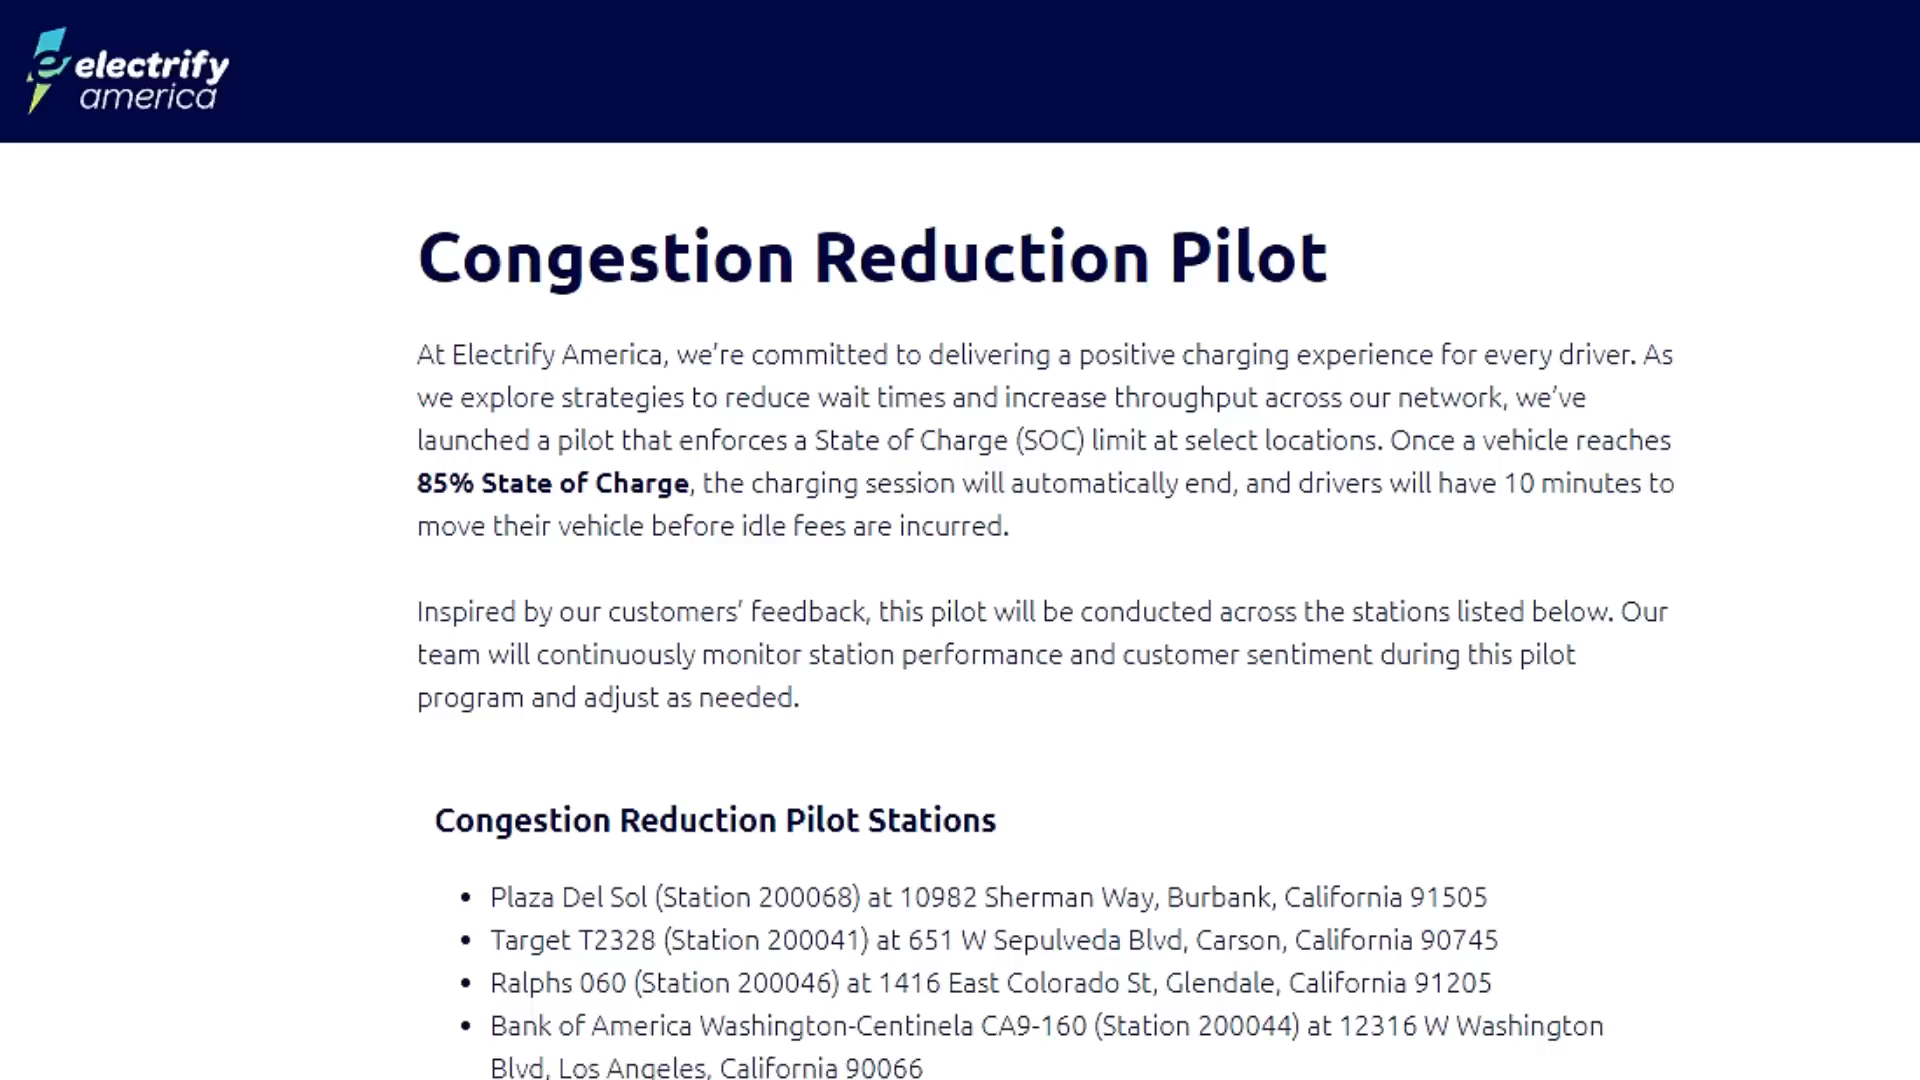 electrify
america
Congestion Reduction Pilot
At Electrify America, we’re committed to delivering a positive charging experience for every driver. As
we explore strategies to reduce wait times and increase throughput across our network, we’ve
launched a pilot that enforces a State of Charge (SOC) limit at select locations. Once a vehicle reaches
85% State of Charge, the charging session will automatically end, and drivers will have 10 minutes to
move their vehicle before idle fees are incurred.
Inspired by our customers’ feedback, this pilot will be conducted across the stations listed below. Our
team will continuously monitor station performance and customer sentiment during this pilot
program and adjust as needed.
Congestion Reduction Pilot Stations
• Plaza Del Sol (Station 200068) at 10982 Sherman Way, Burbank, California 91505
• Target T2328 (Station 200041) at 651 W Sepulveda Blvd, Carson, California 90745
• Ralphs 060 (Station 200046) at 1416 East Colorado St, Glendale, California 91205
• Bank of America Washington-Centinela CA9-160 (Station 200044) at 12316 W Washington
Blvd, Los Angeles, California 90066